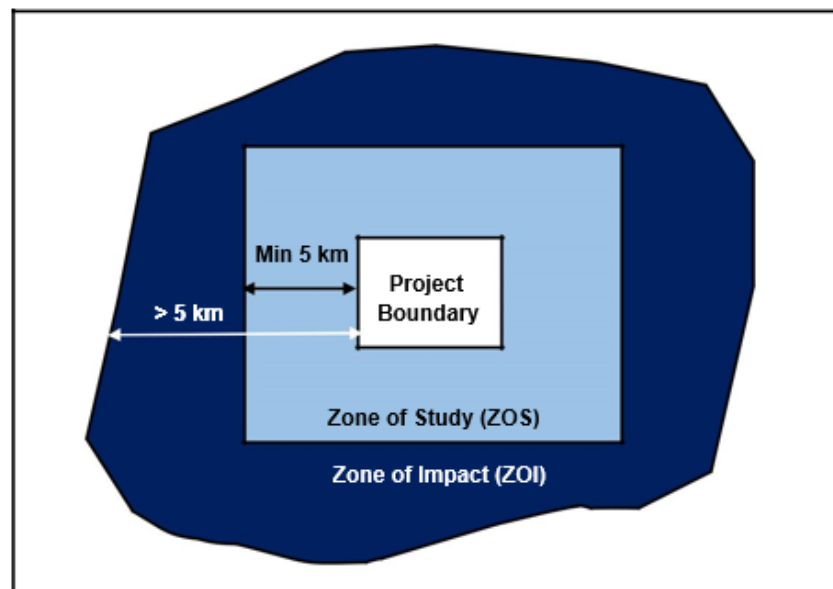 Min 5 km
Project
Boundary
> 5 km
Zone of Study (ZOS)
Zone of Impact (ZOI)